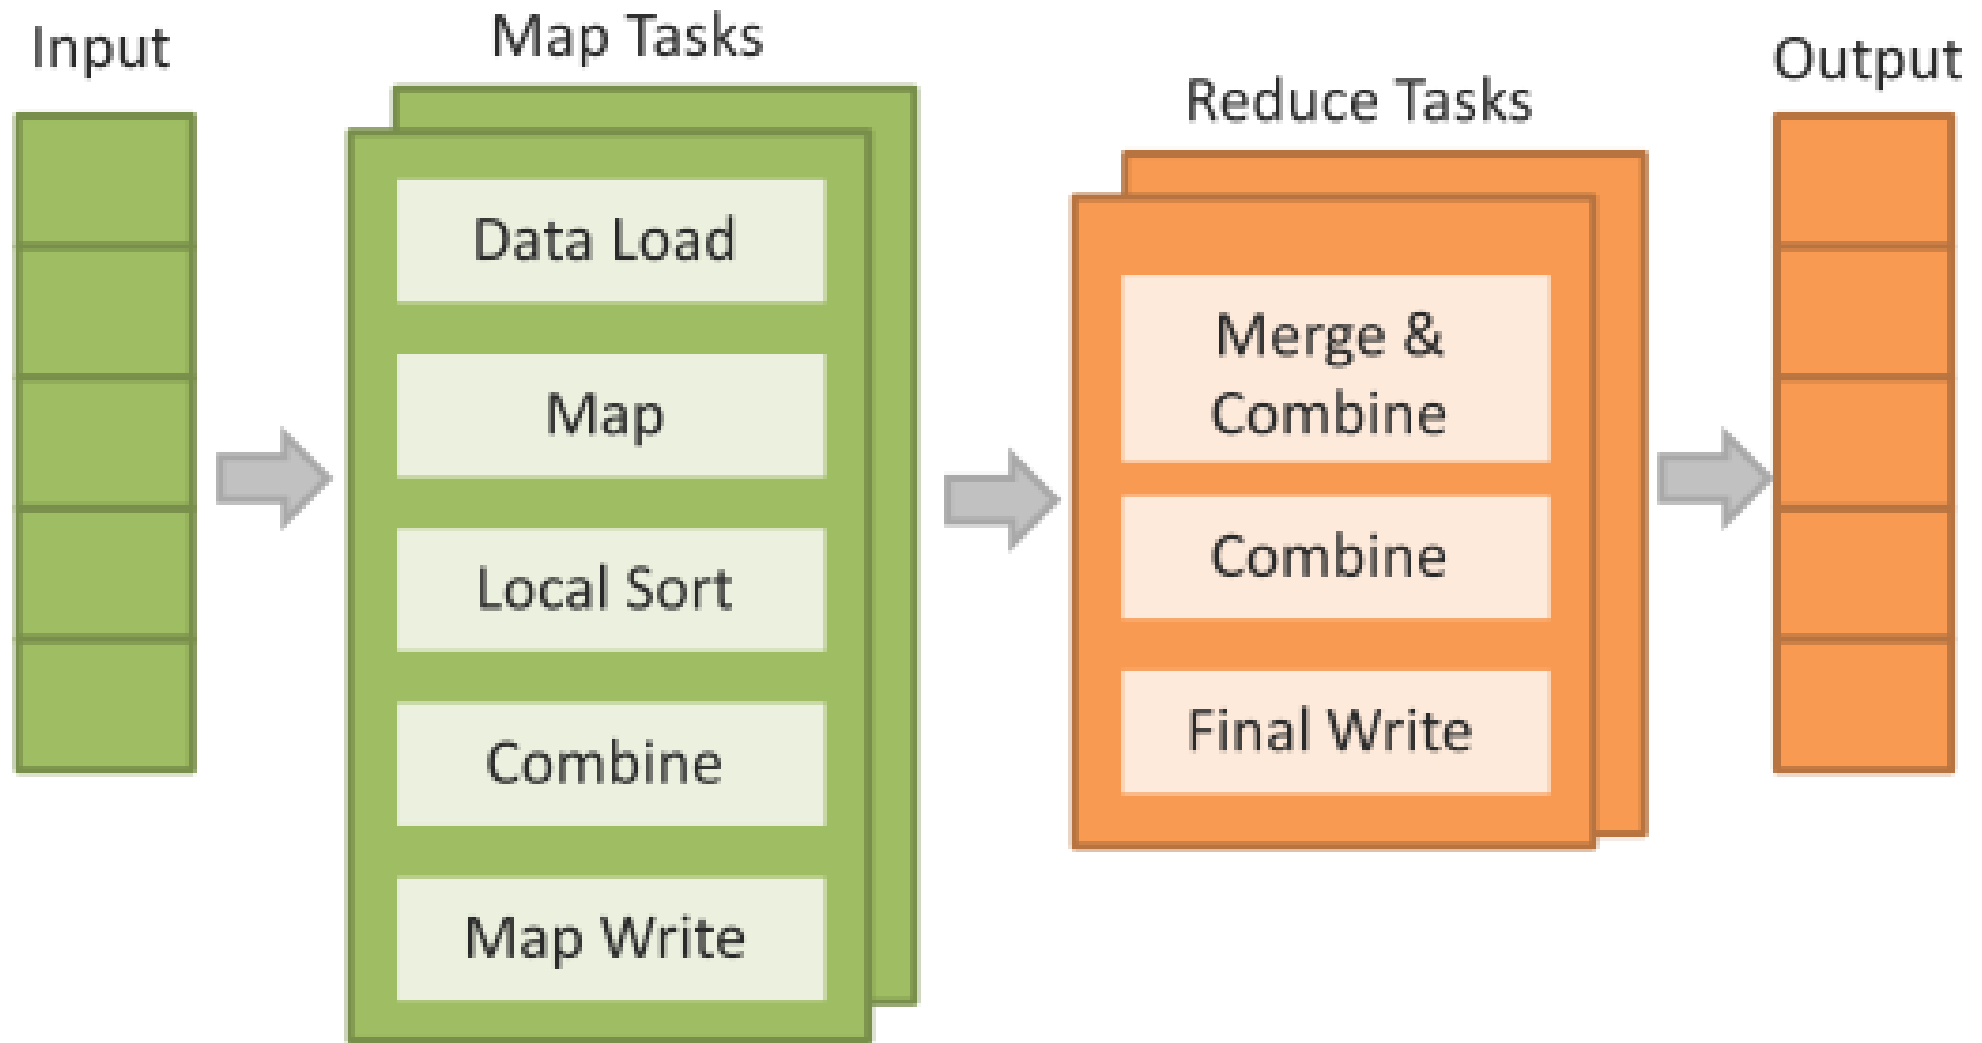 Input
Map Tasks
Data Load
Map
Local Sort
Combine
Map Write
Reduce Tasks
Merge &
Combine
Combine
Final Write
Output